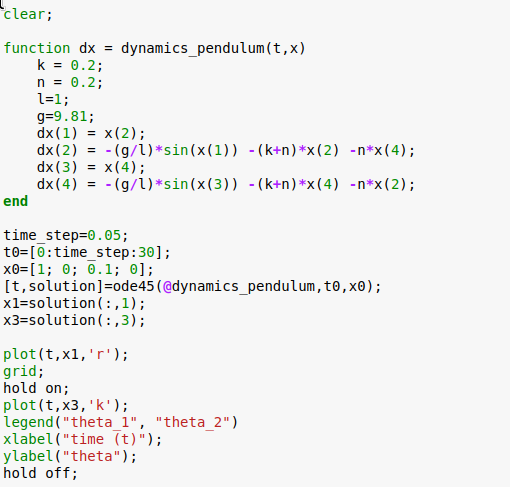 clear;
function dx = dynamics_pendulum(t,x)
    k = 0.2;
    n = 0.2;
    l=1;
    g=9.81;
    dx(1) = x(2);
    dx(2) = -(g/l)*sin(x(1)) -(k+n)*x(2) -n*x(4);
    dx(3) = x(4);
    dx(4) = -(g/l)*sin(x(3)) -(k+n)*x(4) -n*x(2);
end
time_step=0.05;
t0=[0:time_step:30];
x0=[1; 0; 0.1; 0];
[t,solution]=ode45(@dynamics_pendulum,t0,x0);
x1=solution(:,1);
x3=solution(:,3);
plot(t,x1,'r');
grid;
hold on;
plot(t,x3,'k');
legend("theta_1", "theta_2")
xlabel("time (t)");
ylabel("theta");
hold off;